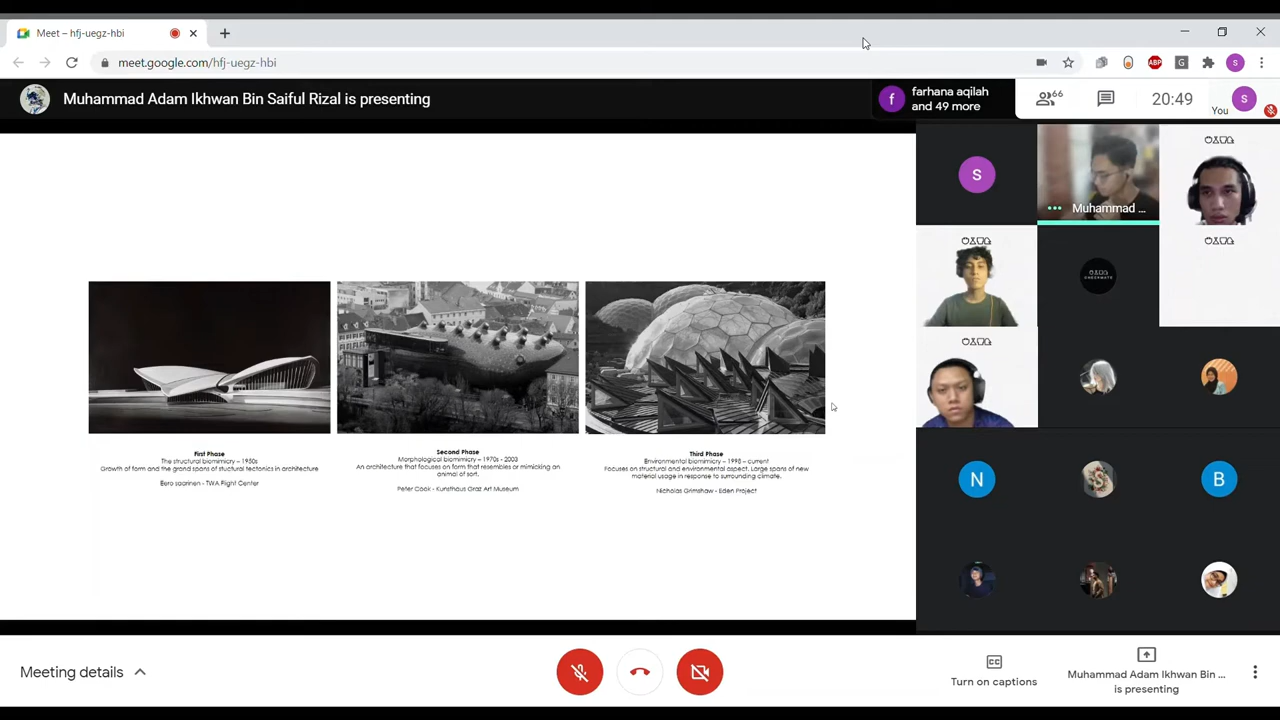 Meet – hfj-uegz-hbi
meet.google.com/hfj-uegz-hbi
ABP
G
S
Muhammad Adam Ikhwan Bin Saiful Rizal is presenting
f
farhana aqilah
and 49 more
66
20:49
You
S
S
Muhammad ...
CHECKMATE
N
B
First Phase
The structural biomimicry – 1950s
Growth of form and the grand spans of stuctural tectonics in architecture
Eero saarinen - TWA Flight Center
Second Phase
Morphological biomimicry – 1970s - 2003
An architecture that focuses on form that resembles or mimicking an
animal of sort.
Peter Cook - Kunsthaus Graz Art Museum
Third Phase
Environmental biomimicry – 1998 – current
Focuses on structural and environmental aspect. Large spans of new
material usage in response to surrounding climate.
Nicholas Grimshaw - Eden Project
Meeting details
CC
Turn on captions
Muhammad Adam Ikhwan Bin ...
is presenting